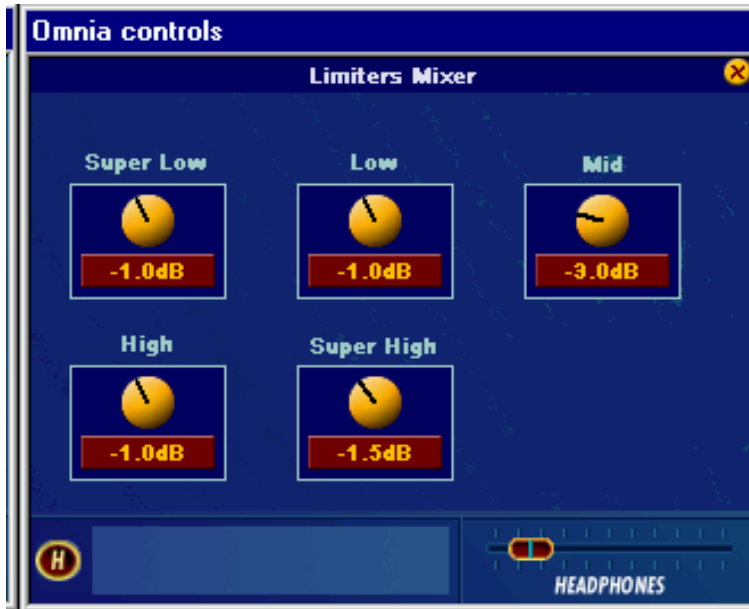 Omnia controls
Limiters Mixer
Super Low
Low
Mid
-1.0dB
-1.0dB
-3.0dB
High
Super High
-1.0dB
-1.5dB
H
HEADPHONES